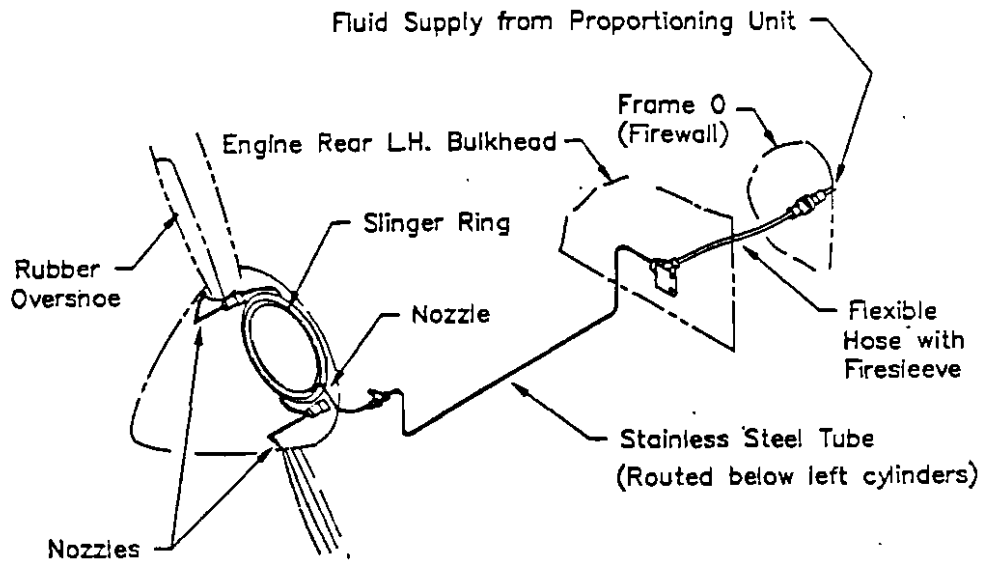 Fluid Supply from Proportioning Unit
Frame 0
(Firewall)
Engine Rear L.H. Bulkhead
Slinger Ring
Rubber
Overshoe
Nozzle
Flexible
Hose with
Firesleeve
Stainless Steel Tube
(Routed below left cylinders)
Nozzles